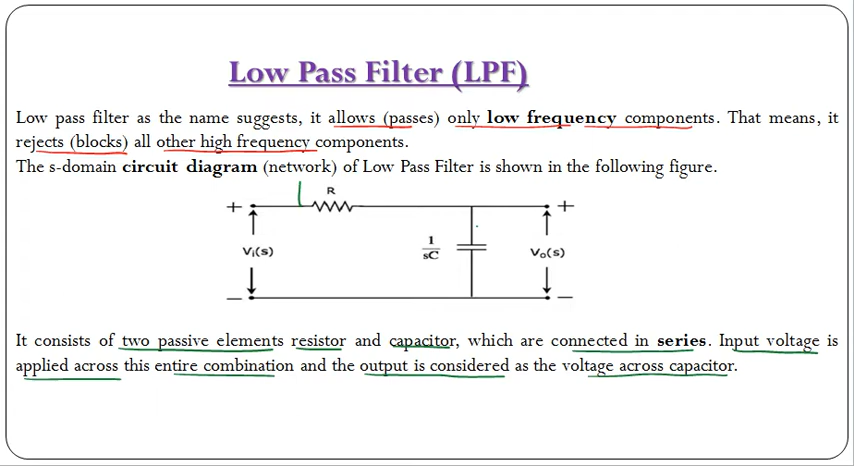 Low Pass Filter (LPF)
Low pass filter as the name suggests, it allows (passes) only low frequency components. That means, it
rejects (blocks) all other high frequency components.
The s-domain circuit diagram (network) of Low Pass Filter is shown in the following figure.
R
+ +
1
sC
Vi(s) Vo(s)
— —
It consists of two passive elements resistor and capacitor, which are connected in series. Input voltage is
applied across this entire combination and the output is considered as the voltage across capacitor.